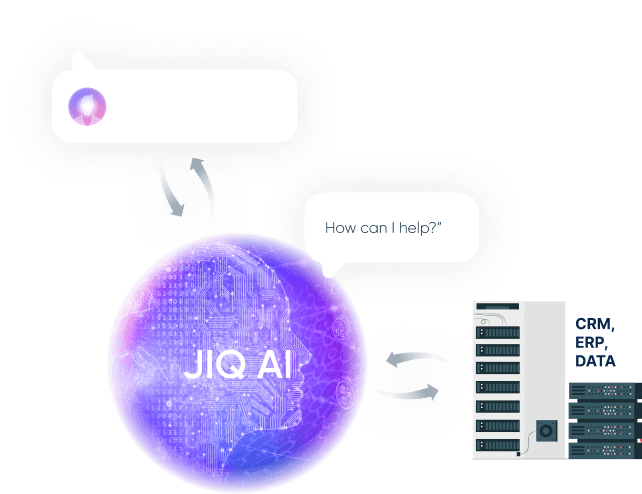 How can I help?”
JIQ AI
CRM,
ERP,
DATA